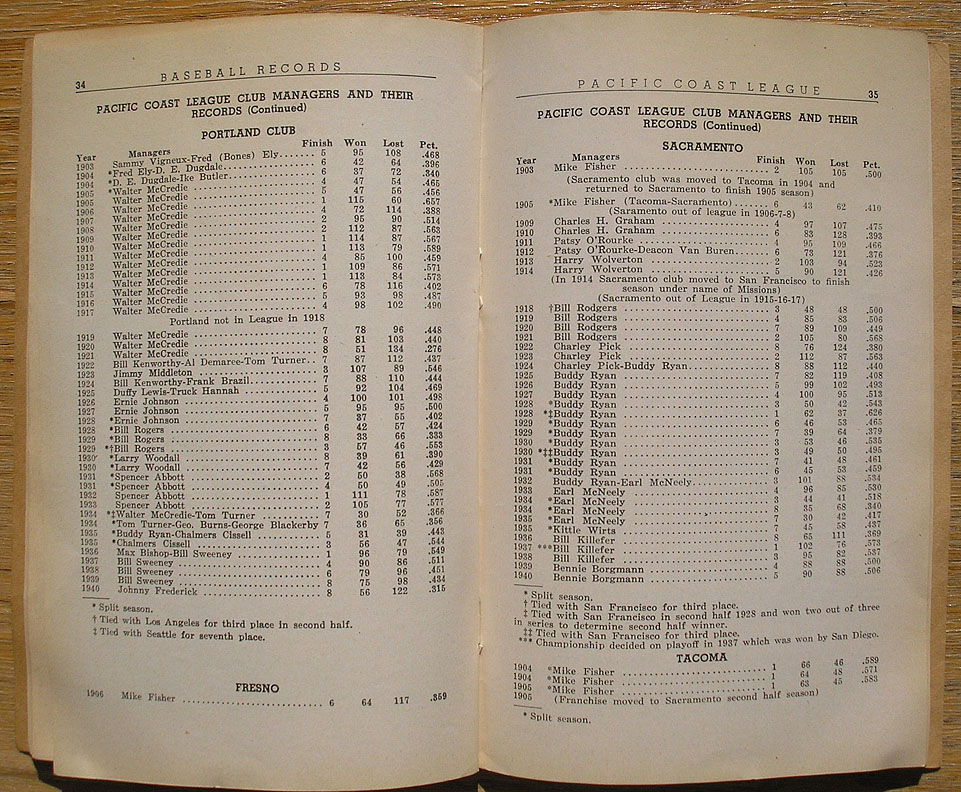 34 BASEBALL RECORDS
PACIFIC COAST LEAGUE CLUB MANAGERS AND THEIR
RECORDS (Continued)
PORTLAND CLUB
Year Managers Finish Won Lost Pct.
1903 Sammy Vigneux-Fred (Bones) Ely 5 95 108 .468
1904 *Fred Ely-D. E. Dugdale 6 42 64 .396
1904 *D. E. Dugdale-Ike Butler 6 37 72 .340
1905 *Walter McCredie 4 47 54 .465
1905 Walter McCredie 5 47 56 .456
1906 Walter McCredie 1 115 60 .657
1907 Walter McCredie 4 72 114 .388
1908 Walter McCredie 2 95 90 .514
1909 Walter McCredie 2 112 87 .563
1910 Walter McCredie 1 114 87 .567
1911 Walter McCredie 1 113 79 .589
1912 Walter McCredie 4 85 100 .459
1913 Walter McCredie 1 109 86 .571
1914 Walter McCredie 1 113 84 .573
1915 Walter McCredie 6 78 116 .402
1916 Walter McCredie 5 93 98 .487
1917 Walter McCredie 4 98 102 .490
Portland not in League in 1918
1919 Walter McCredie 7 78 96 .448
1920 Walter McCredie 8 81 103 .440
1921 Walter McCredie 8 51 134 .276
1922 Bill Kenworthy-Al Demaree-Tom Turner 7 87 112 .437
1923 Jimmy Middleton 3 107 89 .546
1924 Bill Kenworthy-Frank Brazil 7 88 110 .444
1925 Duffy Lewis-Truck Hannah 5 92 104 .469
1926 Ernie Johnson 4 100 101 .498
1927 Ernie Johnson 5 95 95 .500
1928 *Ernie Johnson 7 37 55 .402
1928 *Bill Rogers 6 42 57 .424
1929 *Bill Rogers 8 33 66 .333
1929 *†Bill Rogers 3 57 46 .553
1930 *Larry Woodall 8 39 61 .390
1930 *Larry Woodall 7 42 56 .429
1931 *Spencer Abbott 2 50 38 .568
1931 *Spencer Abbott 4 50 49 .505
1932 Spencer Abbott 1 111 78 .587
1933 Spencer Abbott 2 105 77 .577
1934 *‡Walter McCredie-Tom Turner 7 30 52 .366
1934 *Tom Turner-Geo. Burns-George Blackerby 7 36 65 .356
1935 *Buddy Ryan-Chalmers Cissell 5 31 39 .443
1935 *Chalmers Cissell 3 56 47 .544
1936 Max Bishop-Bill Sweeney 1 96 79 .549
1937 Bill Sweeney 4 90 86 .511
1938 Bill Sweeney 6 79 96 .451
1939 Bill Sweeney 8 75 98 .434
1940 Johnny Frederick 8 56 122 .315
* Split season.
† Tied with Los Angeles for third place in second half.
‡ Tied with Seattle for seventh place.
FRESNO
1906 Mike Fisher 6 64 117 .359
PACIFIC COAST LEAGUE 35
PACIFIC COAST LEAGUE CLUB MANAGERS AND THEIR
RECORDS (Continued)
SACRAMENTO
Year Managers Finish Won Lost Pct.
1903 Mike Fisher 2 105 105 .500
(Sacramento club was moved to Tacoma in 1904 and
returned to Sacramento to finish 1905 season)
1905 *Mike Fisher (Tacoma-Sacramento) 6 43 62 .410
(Saramento out of league in 1906-7-8)
1909 Charles H. Graham 4 97 107 .475
1910 Charles H. Graham 6 83 128 .393
1911 Patsy O'Rourke 4 95 109 .466
1912 Patsy O'Rourke-Deacon Van Buren 6 73 121 .376
1913 Harry Wolverton 2 103 94 .523
1914 Harry Wolverton 5 90 121 .426
(In 1914 Sacramento club moved to San Francisco to finish
season under name of Missions)
(Sacramento out of League in 1915-16-17)
1918 †Bill Rodgers 3 48 48 .500
1919 Bill Rodgers 4 85 83 .506
1920 Bill Rodgers 7 89 109 .449
1921 Bill Rodgers 2 105 80 .568
1922 Charley Pick 8 76 124 .380
1923 Charley Pick 2 112 87 .563
1924 Charley Pick-Buddy Ryan 8 88 112 .440
1925 Buddy Ryan 7 82 119 .408
1926 Buddy Ryan 5 99 102 .493
1927 Buddy Ryan 4 100 95 .513
1928 *Buddy Ryan 3 50 42 .543
1928 *‡Buddy Ryan 1 62 37 .626
1929 *Buddy Ryan 6 46 53 .465
1929 *Buddy Ryan 7 39 64 .379
1930 *Buddy Ryan 3 53 46 .535
1930 *‡‡Buddy Ryan 3 49 50 .495
1931 *Buddy Ryan 7 41 48 .461
1931 *Buddy Ryan 6 45 53 .459
1932 Buddy Ryan-Earl McNeely 3 101 88 .534
1933 Earl McNeely 4 96 85 .530
1934 *Earl McNeely 3 44 41 .518
1934 *Earl McNeely 8 35 68 .340
1935 *Earl McNeely 7 30 42 .417
1935 *Kittle Wirts 7 45 58 .437
1936 Bill Killefer 8 65 111 .369
1937 ***Bill Killefer 1 102 76 .573
1938 Bill Killefer 3 95 82 .537
1939 Bennie Borgmann 4 88 88 .500
1940 Bennie Borgmann 5 90 88 .506
* Split season.
† Tied with San Francisco for third place.
‡ Tied with San Francisco in second half 1928 and won two out of three
in series to determine second half winner.
‡‡ Tied with San Francisco for third place.
*** Championship decided on playoff in 1937 which was won by San Diego.
TACOMA
1904 *Mike Fisher 1 66 46 .589
1904 *Mike Fisher 1 64 48 .571
1905 *Mike Fisher 1 63 45 .583
1905 (Franchise moved to Sacramento second half season)
* Split season.